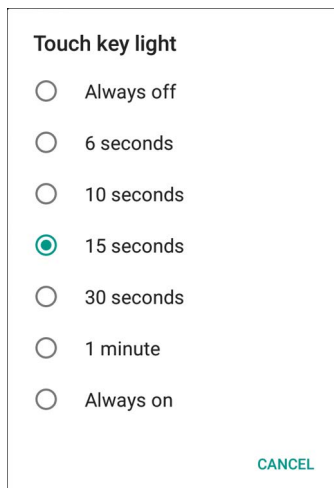 Touch key light
Always off
6 seconds
10 seconds
15 seconds
30 seconds
1 minute
Always on
CANCEL